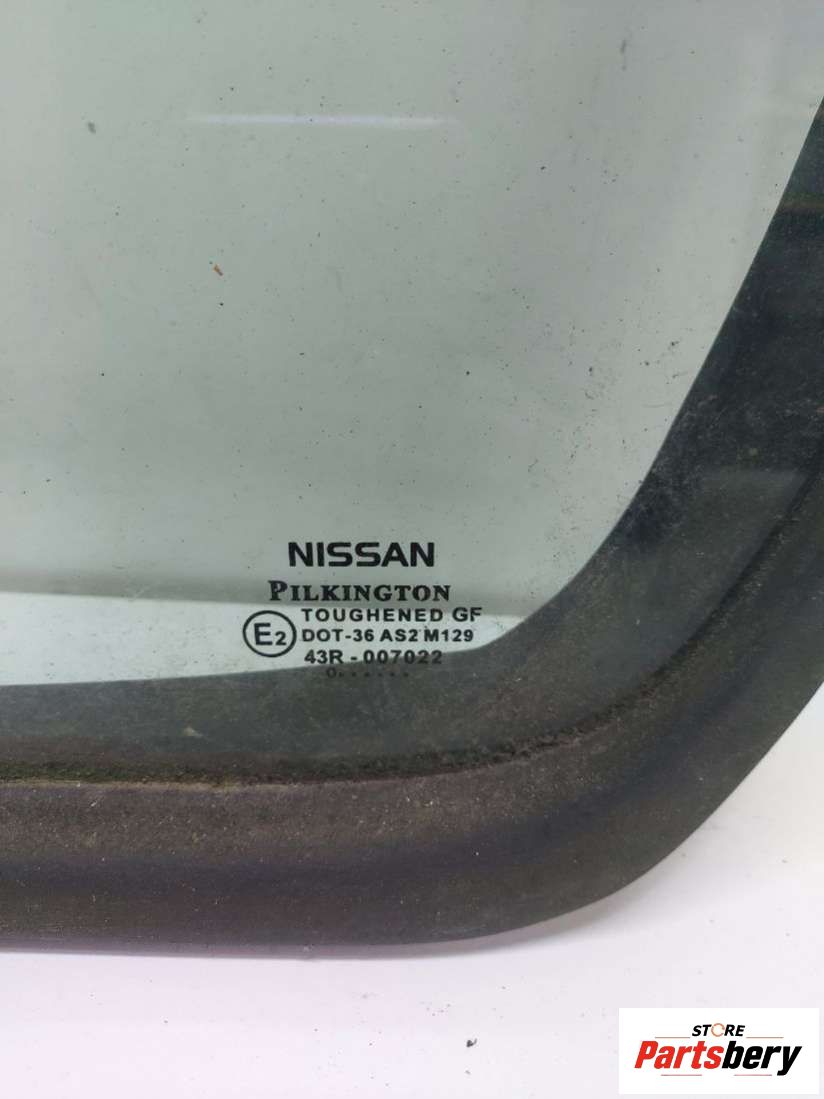 NISSAN
PILKINGTON
TOUGHENED GF
E2 DOT-36 AS2 M129
43R - 007022
STORE
Partsbery